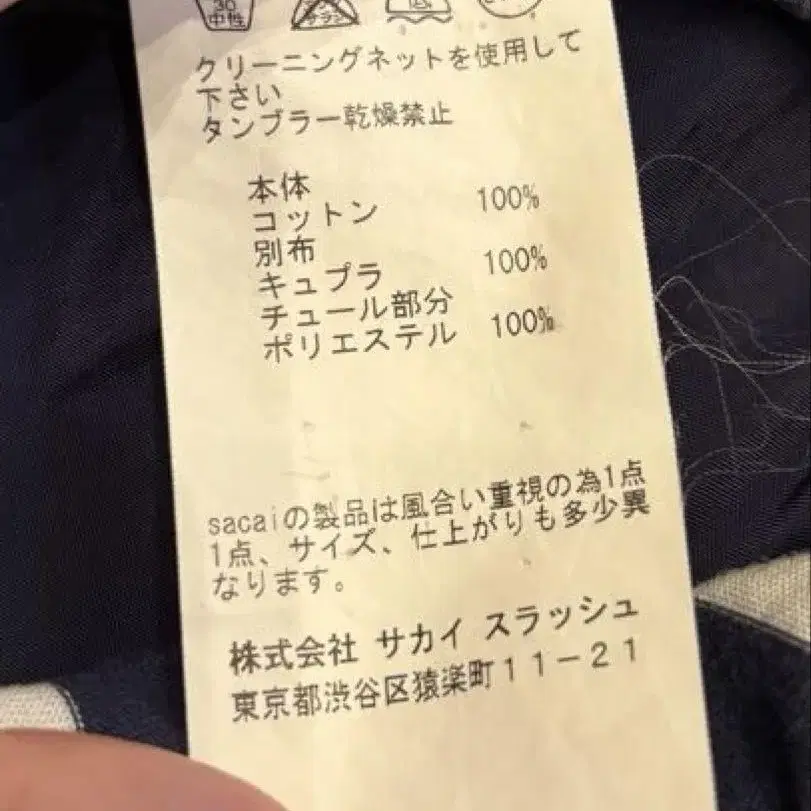 30
中性
クリーニングネットを使用して
下さい
タンブラー乾燥禁止
本体
コットン 100%
別布
キュプラ 100%
チュール部分
ポリエステル 100%
sacaiの製品は風合い重視の為1点
1点、サイズ、仕上がりも多少異
なります。
株式会社 サカイ スラッシュ
東京都渋谷区猿楽町11−21